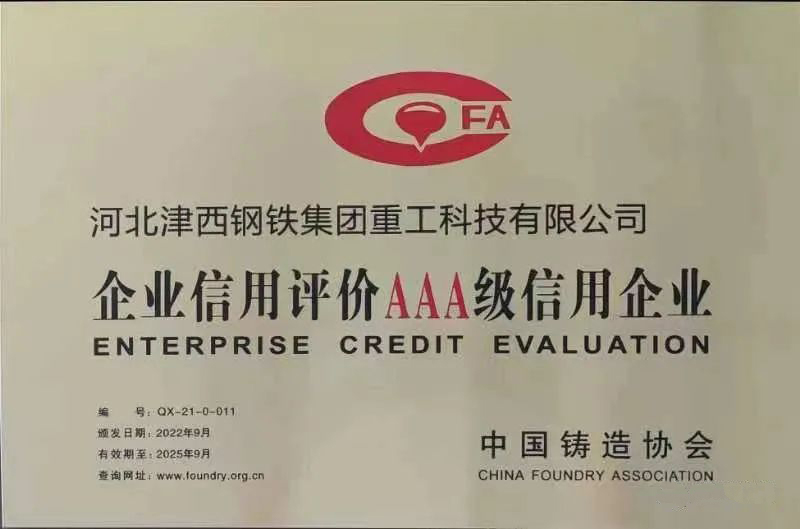 FA
河北津西钢铁集团重工科技有限公司
企业信用评价AAA级信用企业
ENTERPRISE CREDIT EVALUATION
编 号：QX-21-0-011
颁发日期：2022年9月
有效期至：2025年9月
查询网址：www.foundry.org.cn
中国铸造协会
CHINA FOUNDRY ASSOCIATION